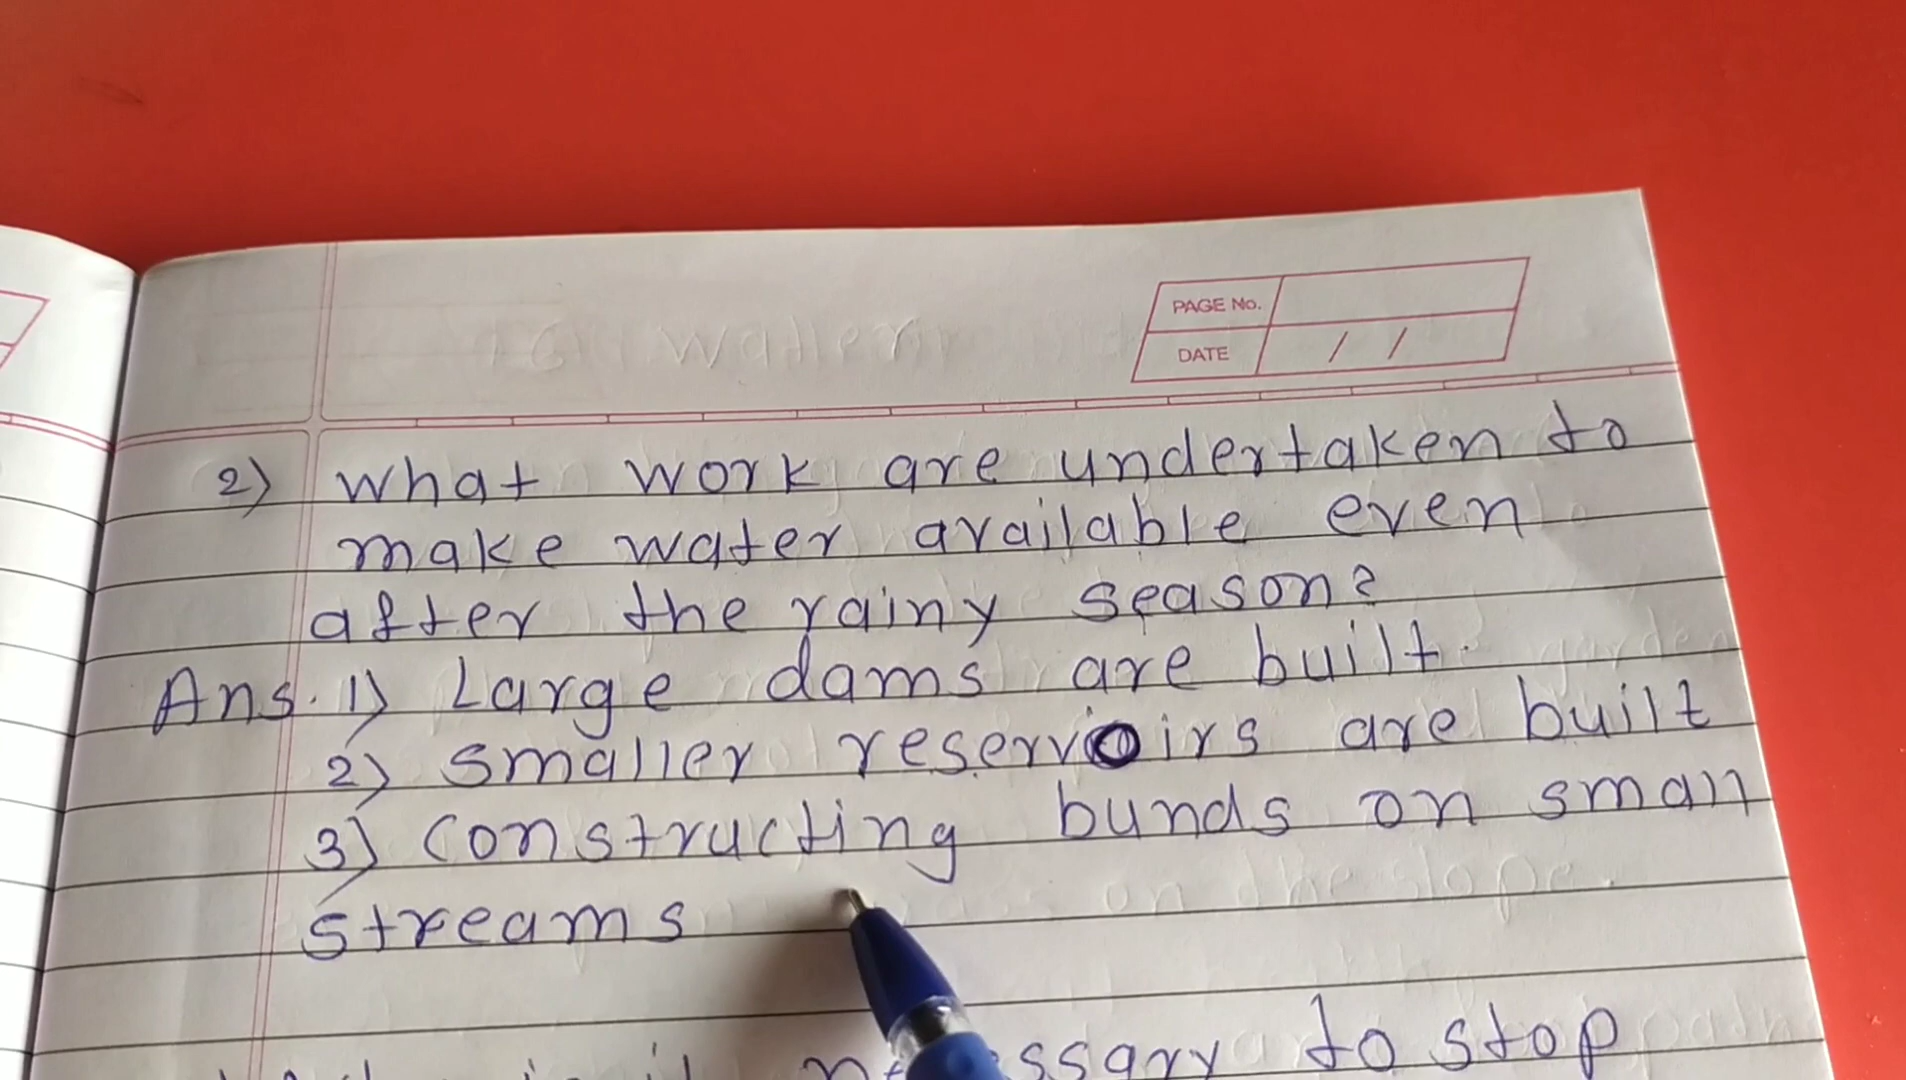 PAGE No.
DATE / /
2) What work are undertaken to
make water available even
after the rainy season?
Ans. 1) Large dams are built.
2) smaller reservoirs are built
3) Constructing bunds on small
streams
to stop